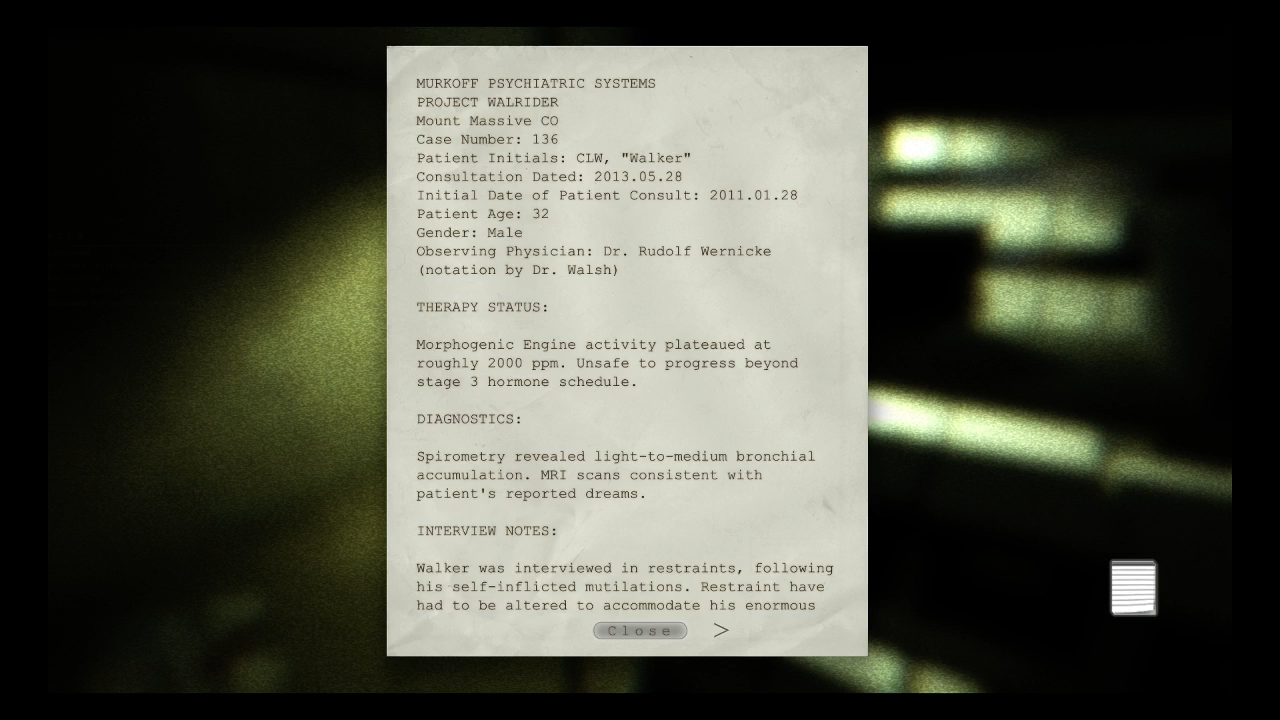 MURKOFF PSYCHIATRIC SYSTEMS
PROJECT WALRIDER
Mount Massive CO
Case Number: 136
Patient Initials: CLW, "Walker"
Consultation Dated: 2013.05.28
Initial Date of Patient Consult: 2011.01.28
Patient Age: 32
Gender: Male
Observing Physician: Dr. Rudolf Wernicke
(notation by Dr. Walsh)
THERAPY STATUS:
Morphogenic Engine activity plateaued at
roughly 2000 ppm. Unsafe to progress beyond
stage 3 hormone schedule.
DIAGNOSTICS:
Spirometry revealed light-to-medium bronchial
accumulation. MRI scans consistent with
patient's reported dreams.
INTERVIEW NOTES:
Walker was interviewed in restraints, following
his self-inflicted mutilations. Restraint have
had to be altered to accommodate his enormous
Close >